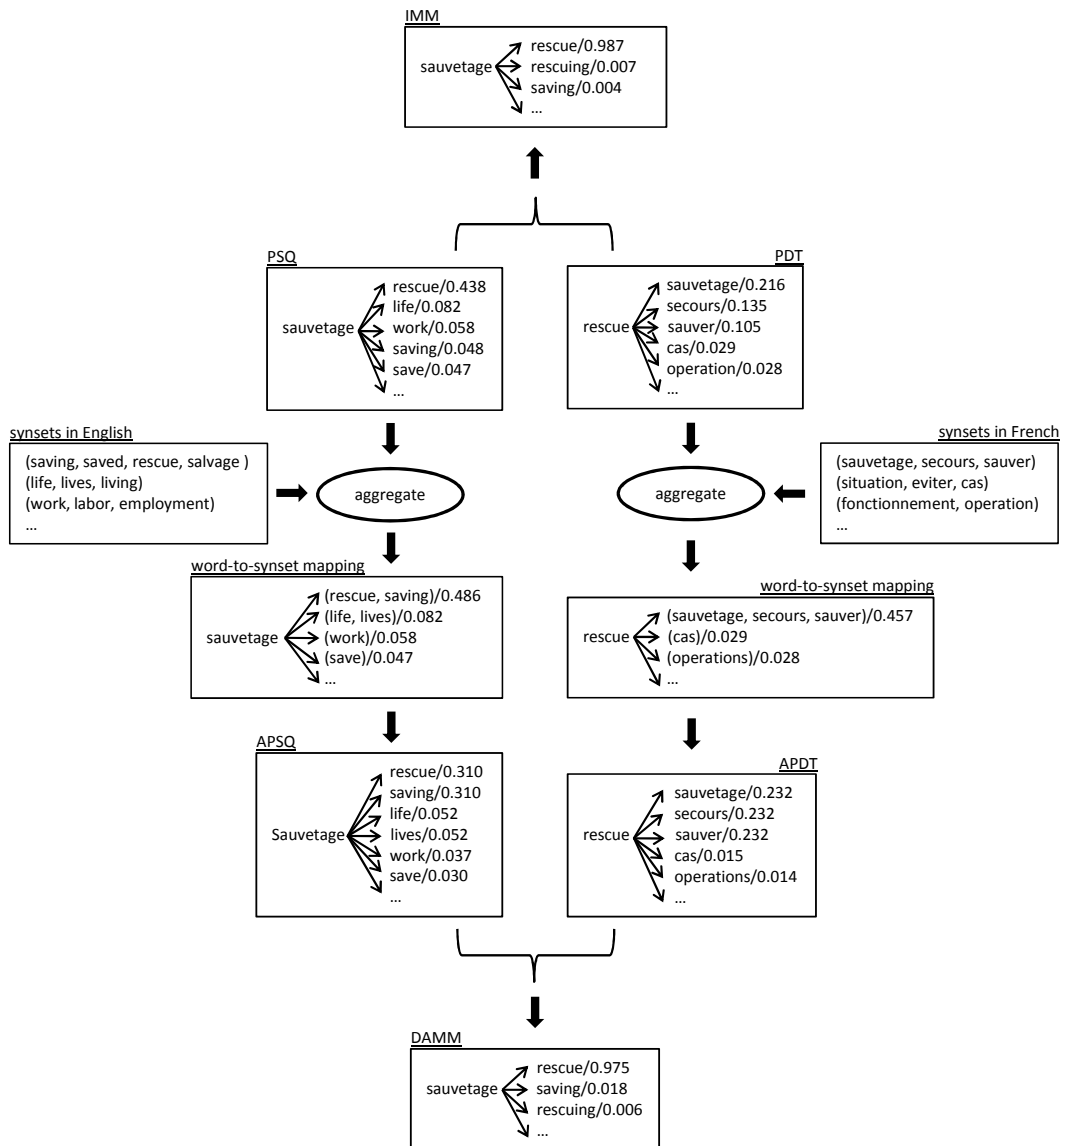 IMM
sauvetage
rescue/0.987
rescuing/0.007
saving/0.004
...
PSQ
sauvetage
rescue/0.438
life/0.082
work/0.058
saving/0.048
save/0.047
...
PDT
rescue
sauvetage/0.216
secours/0.135
sauver/0.105
cas/0.029
operation/0.028
...
synsets in English
(saving, saved, rescue, salvage )
(life, lives, living)
(work, labor, employment)
...
aggregate
aggregate
synsets in French
(sauvetage, secours, sauver)
(situation, eviter, cas)
(fonctionnement, operation)
...
word-to-synset mapping
sauvetage
(rescue, saving)/0.486
(life, lives)/0.082
(work)/0.058
(save)/0.047
...
word-to-synset mapping
rescue
(sauvetage, secours, sauver)/0.457
(cas)/0.029
(operations)/0.028
...
APSQ
Sauvetage
rescue/0.310
saving/0.310
life/0.052
lives/0.052
work/0.037
save/0.030
...
APDT
rescue
sauvetage/0.232
secours/0.232
sauver/0.232
cas/0.015
operations/0.014
...
DAMM
sauvetage
rescue/0.975
saving/0.018
rescuing/0.006
...